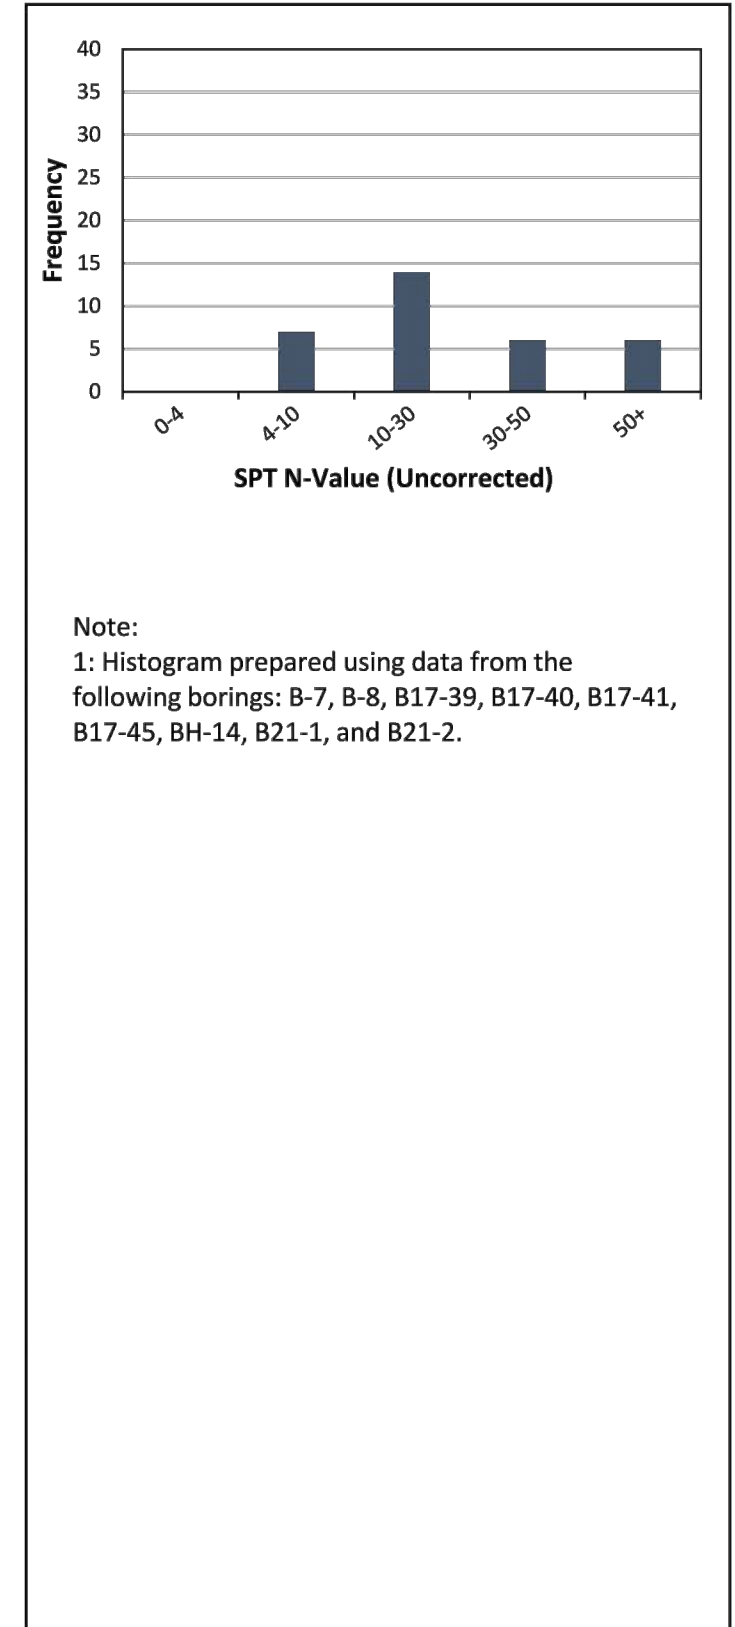 40
35
30
25
20
15
10
5
0
Frequency
0-4
4-10
10-30
30-50
50+
SPT N-Value (Uncorrected)
Note:
1: Histogram prepared using data from the
following borings: B-7, B-8, B17-39, B17-40, B17-41,
B17-45, BH-14, B21-1, and B21-2.